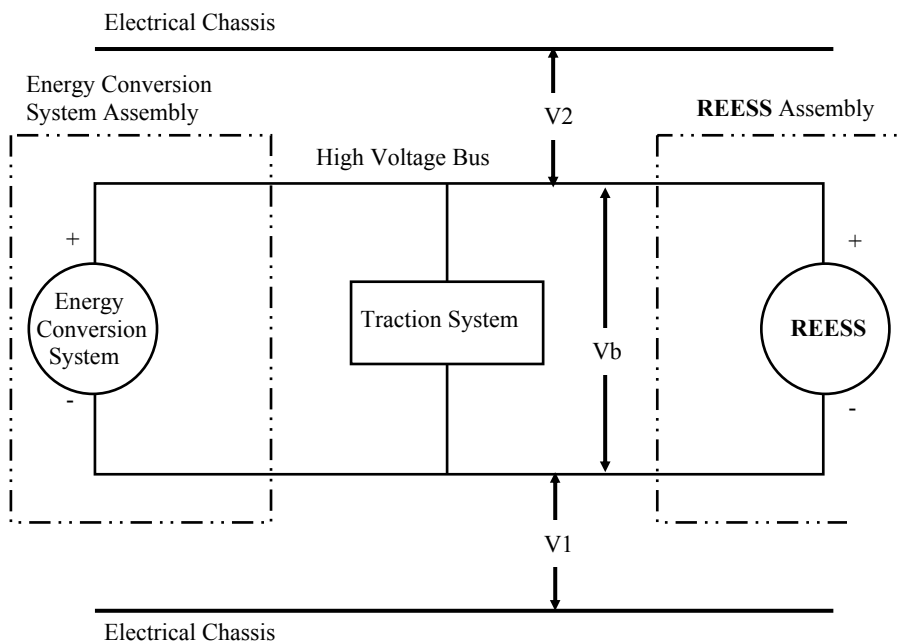 Electrical Chassis
Energy Conversion
System Assembly
V2
REESS Assembly
High Voltage Bus
+
+
Energy
Conversion
System
Traction System
Vb
REESS
-
-
V1
Electrical Chassis